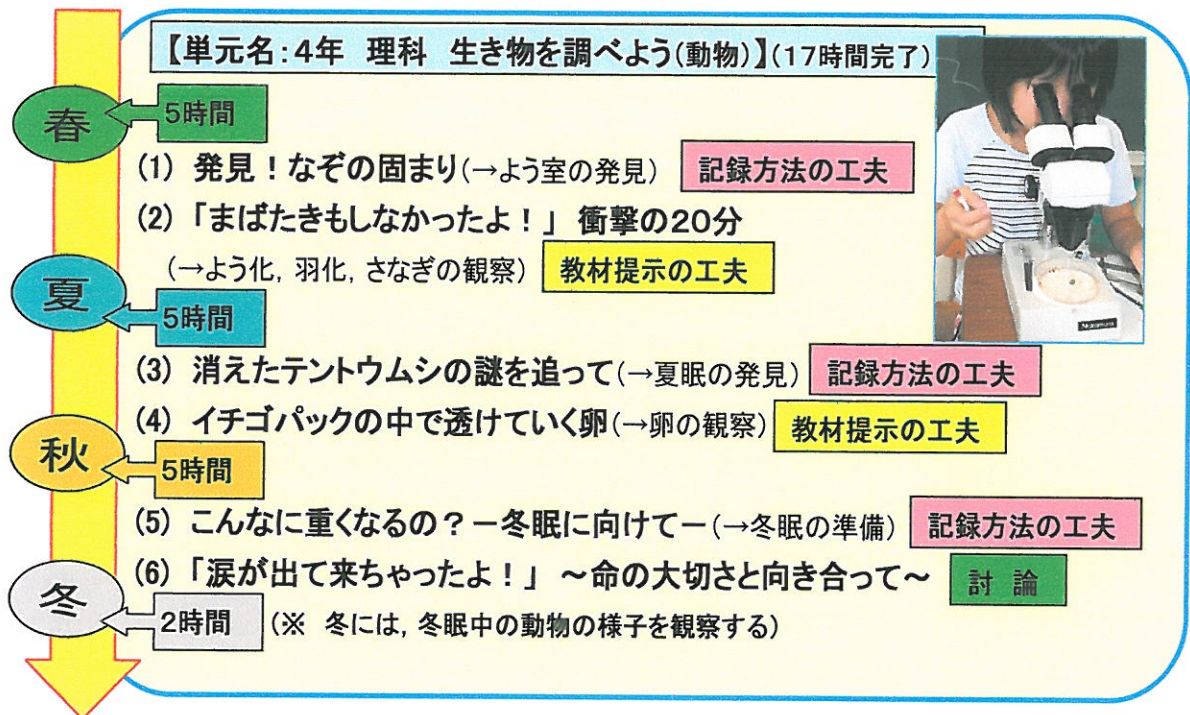 【単元名:4年 理科 生き物を調べよう(動物)】(17時間完了)
春
5時間
(1) 発見!なぞの固まり(→よう室の発見) 記録方法の工夫
(2) 「まばたきもしなかったよ!」 衝撃の20分
(→よう化, 羽化, さなぎの観察) 教材提示の工夫
夏
5時間
(3) 消えたテントウムシの謎を追って(→夏眠の発見) 記録方法の工夫
(4) イチゴパックの中で透けていく卵(→卵の観察) 教材提示の工夫
秋
5時間
(5) こんなに重くなるの?-冬眠に向けて-(→冬眠の準備) 記録方法の工夫
(6) 「涙が出て来ちゃったよ!」 ~命の大切さと向き合って~ 討 論
冬
2時間 (※ 冬には, 冬眠中の動物の様子を観察する)